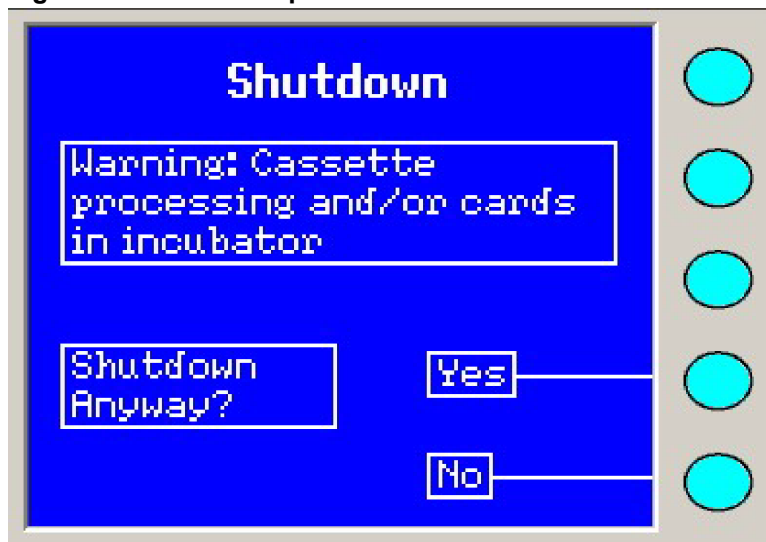 Shutdown
Warning: Cassette
processing and/or cards
in incubator
Shutdown
Anyway?
Yes
No